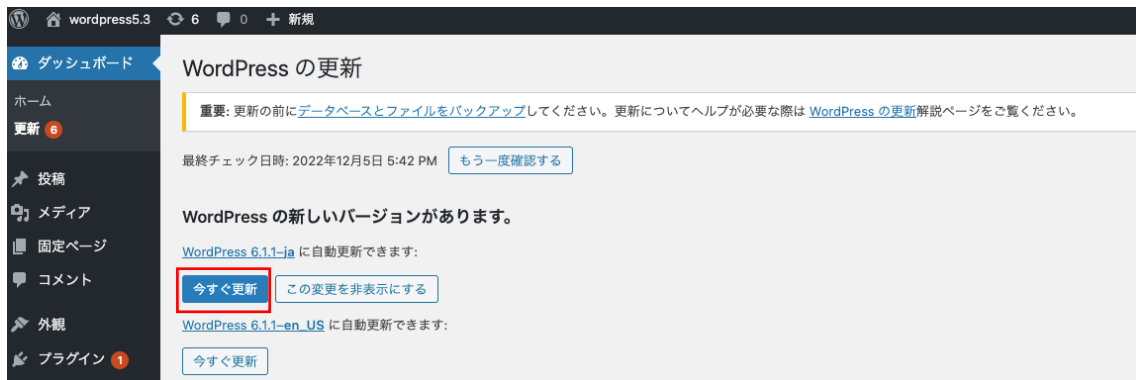 wordpress5.3 6 0 + 新規
ダッシュボード
ホーム
更新 6
投稿
メディア
固定ページ
コメント
外観
プラグイン 1
WordPress の更新
重要: 更新の前にデータベースとファイルをバックアップしてください。更新についてヘルプが必要な際は WordPress の更新解説ページをご覧ください。
最終チェック日時: 2022年12月5日 5:42 PM もう一度確認する
WordPress の新しいバージョンがあります。
WordPress 6.1.1–ja に自動更新できます:
今すぐ更新 この変更を非表示にする
WordPress 6.1.1–en_US に自動更新できます:
今すぐ更新